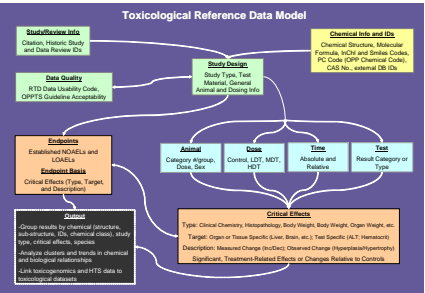 Toxicological Reference Data Model
Study/Review Info
Citation, Historic Study
and Data Review IDs
Chemical Info and IDs
Chemical Structure, Molecular
Formula, InChI and Smiles Codes,
PC Code (OPP Chemical Code),
CAS No., external DB IDs
Study Design
Study Type, Test
Material, General
Animal and Dosing Info
Data Quality
RTD Data Usability Code,
OPPTS Guideline Acceptability
Endpoints
Established NOAELs and
LOAELs
Endpoint Basis
Critical Effects (Type, Target,
and Description)
Animal
Category #/group,
Dose, Sex
Dose
Control, LDT, MDT,
HDT
Time
Absolute and
Relative
Test
Result Category or
Type
Output
-Group results by chemical (structure,
sub-structure, IDs, chemical class), study
type, critical effects, species
-Analyze clusters and trends in chemical
and biological relationships
-Link toxicogenomics and HTS data to
toxicological datasets
Critical Effects
Type: Clinical Chemistry, Histopathology, Body Weight, Body Weight, Organ Weight, etc.
Target: Organ or Tissue Specific (Liver, Brain, etc.); Test Specific (ALT; Hematocrit)
Description: Measured Change (Inc/Dec); Observed Change (Hyperplasia/Hypertrophy)
Significant, Treatment-Related Effects or Changes Relative to Controls